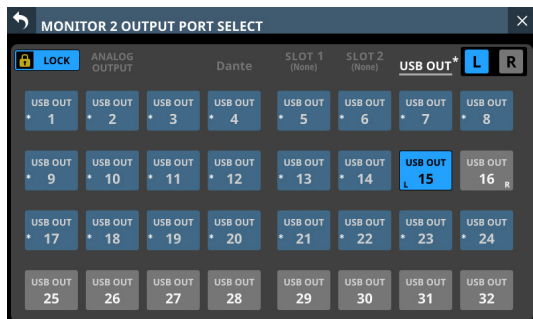 MONITOR 2 OUTPUT PORT SELECT
LOCK
ANALOG
OUTPUT
Dante
SLOT 1
(None)
SLOT 2
(None)
USB OUT*
L
R
USB OUT
* 1
USB OUT
* 2
USB OUT
* 3
USB OUT
* 4
USB OUT
* 5
USB OUT
* 6
USB OUT
* 7
USB OUT
* 8
USB OUT
* 9
USB OUT
* 10
USB OUT
* 11
USB OUT
* 12
USB OUT
* 13
USB OUT
* 14
USB OUT
L 15
USB OUT
16 R
USB OUT
* 17
USB OUT
* 18
USB OUT
* 19
USB OUT
* 20
USB OUT
* 21
USB OUT
* 22
USB OUT
* 23
USB OUT
* 24
USB OUT
25
USB OUT
26
USB OUT
27
USB OUT
28
USB OUT
29
USB OUT
30
USB OUT
31
USB OUT
32